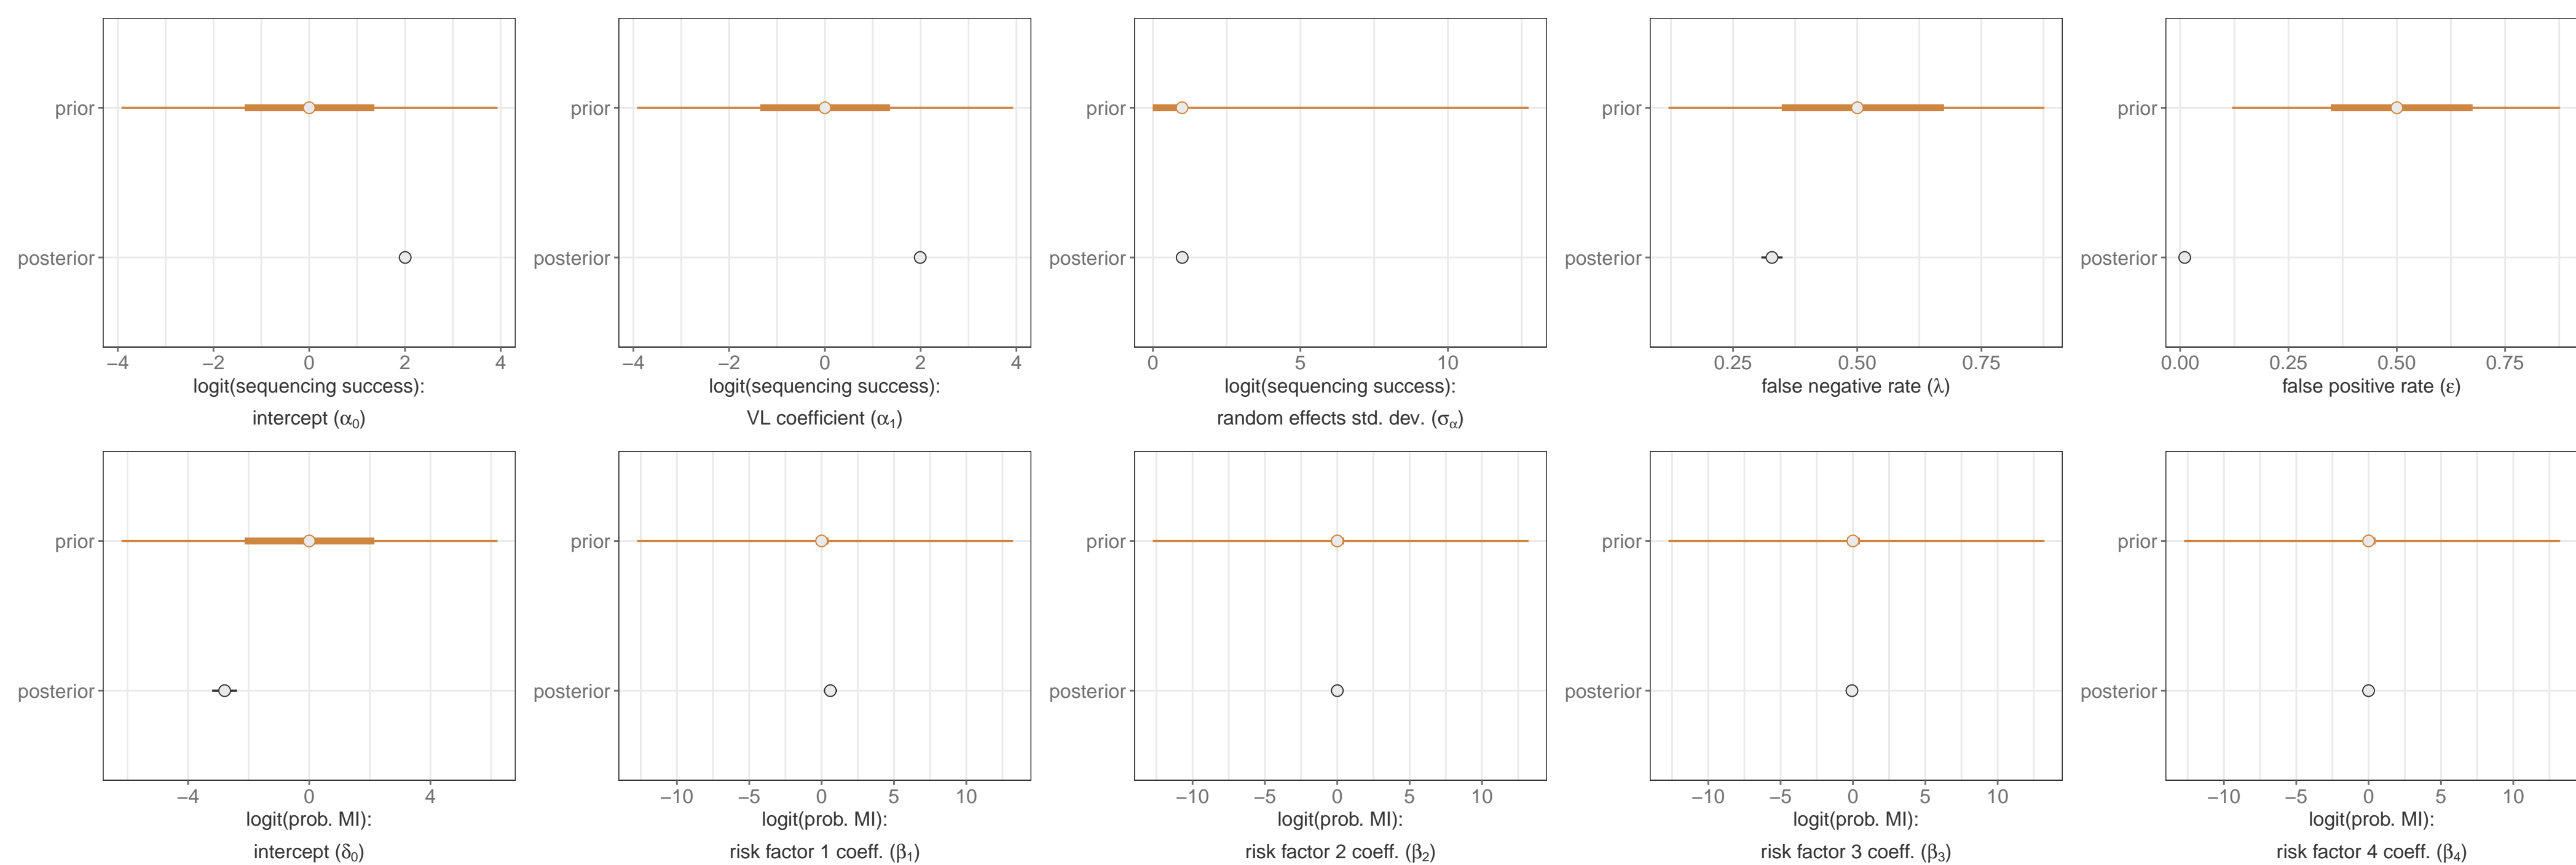 prior prior prior prior prior
posterior posterior posterior posterior posterior
−4 −2 0 2 4 −4 −2 0 2 4 0 5 10 0.25 0.50 0.75 0.00 0.25 0.50 0.75
logit(sequencing success): logit(sequencing success): logit(sequencing success): false negative rate (λ) false positive rate (ε)
intercept (α₀) VL coefficient (α₁) random effects std. dev. (σα)
prior prior prior prior prior
posterior posterior posterior posterior posterior
−4 0 4 −10 −5 0 5 10 −10 −5 0 5 10 −10 −5 0 5 10 −10 −5 0 5 10
logit(prob. MI): logit(prob. MI): logit(prob. MI): logit(prob. MI): logit(prob. MI):
intercept (δ₀) risk factor 1 coeff. (β₁) risk factor 2 coeff. (β₂) risk factor 3 coeff. (β₃) risk factor 4 coeff. (β₄)